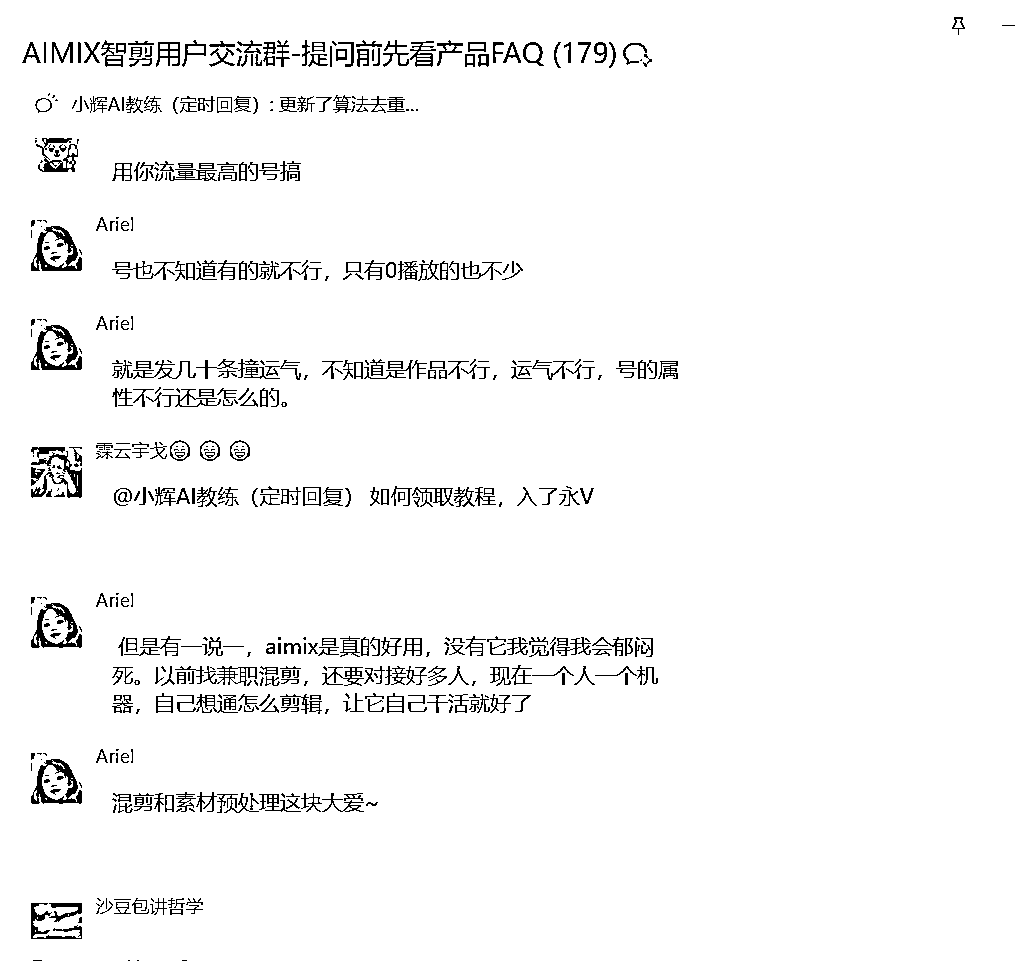 AIMIX智剪用户交流群-提问前先看产品FAQ (179)
小辉AI教练（定时回复）: 更新了算法去重...
用你流量最高的号搞
Ariel
号也不知道有的就不行，只有0播放的也不少
Ariel
就是发几十条撞运气，不知道是作品不行，运气不行，号的属
性不行还是怎么的。
霂云宇戈
@小辉AI教练（定时回复） 如何领取教程，入了永V
Ariel
但是有一说一，aimix是真的好用，没有它我觉得我会郁闷
死。以前找兼职混剪，还要对接好多人，现在一个人一个机
器，自己想通怎么剪辑，让它自己干活就好了
Ariel
混剪和素材预处理这块大爱~
沙豆包讲哲学